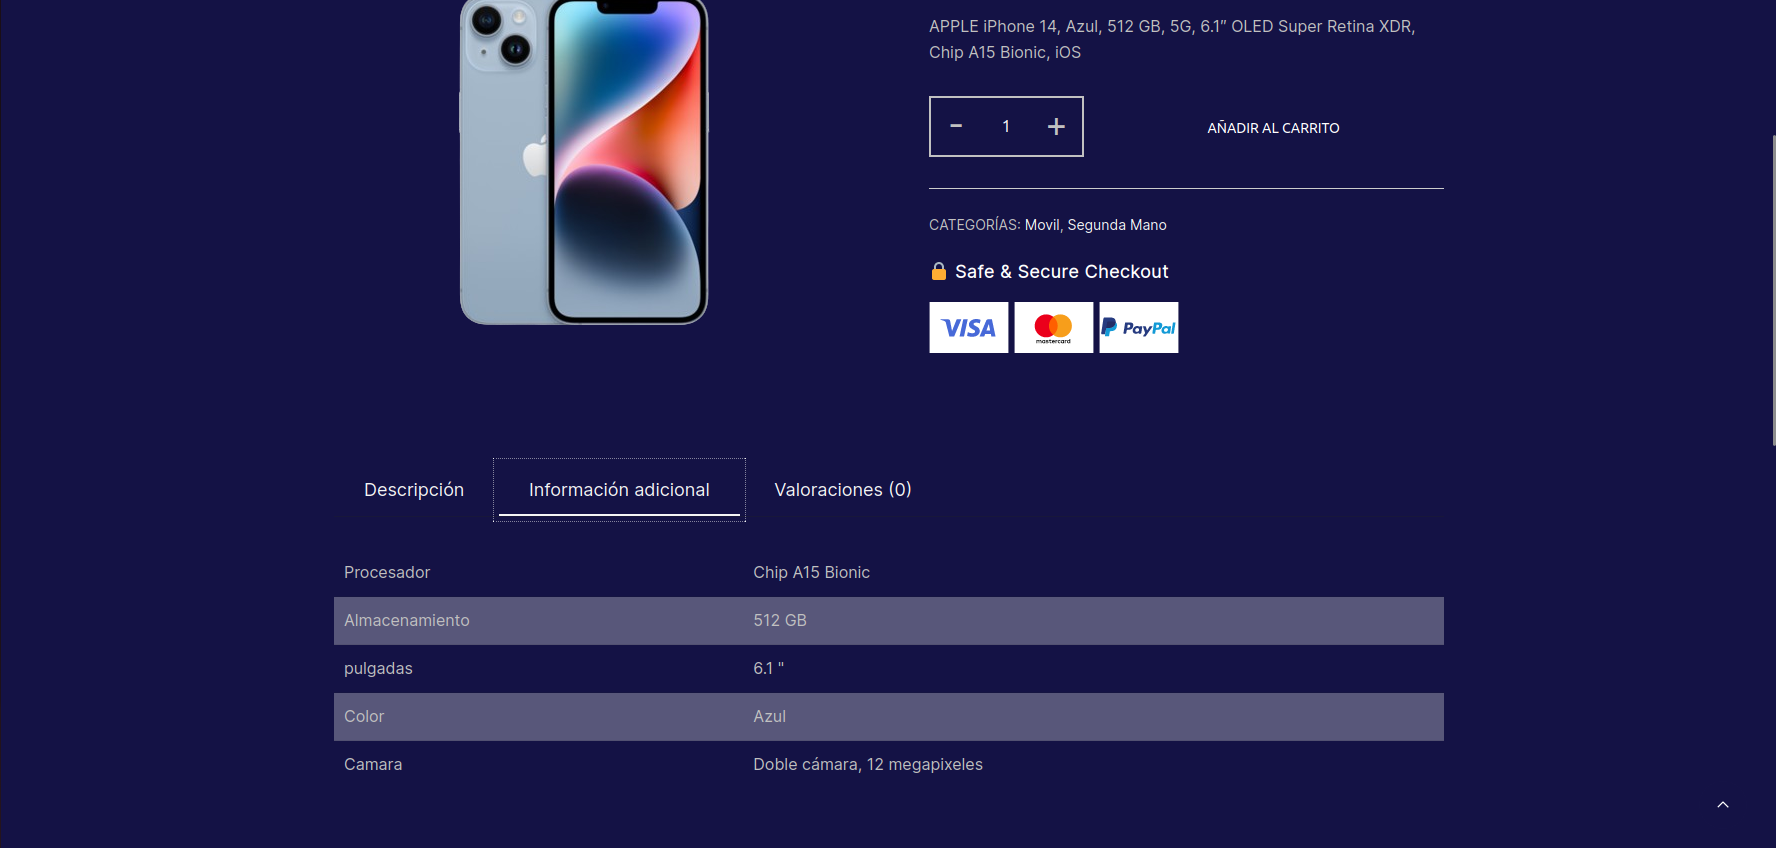 APPLE iPhone 14, Azul, 512 GB, 5G, 6.1″ OLED Super Retina XDR,
Chip A15 Bionic, iOS
- 1 +
AÑADIR AL CARRITO
CATEGORÍAS: Movil, Segunda Mano
Safe & Secure Checkout
VISA
mastercard
PayPal
Descripción
Información adicional
Valoraciones (0)
Procesador Chip A15 Bionic
Almacenamiento 512 GB
pulgadas 6.1 "
Color Azul
Camara Doble cámara, 12 megapixeles